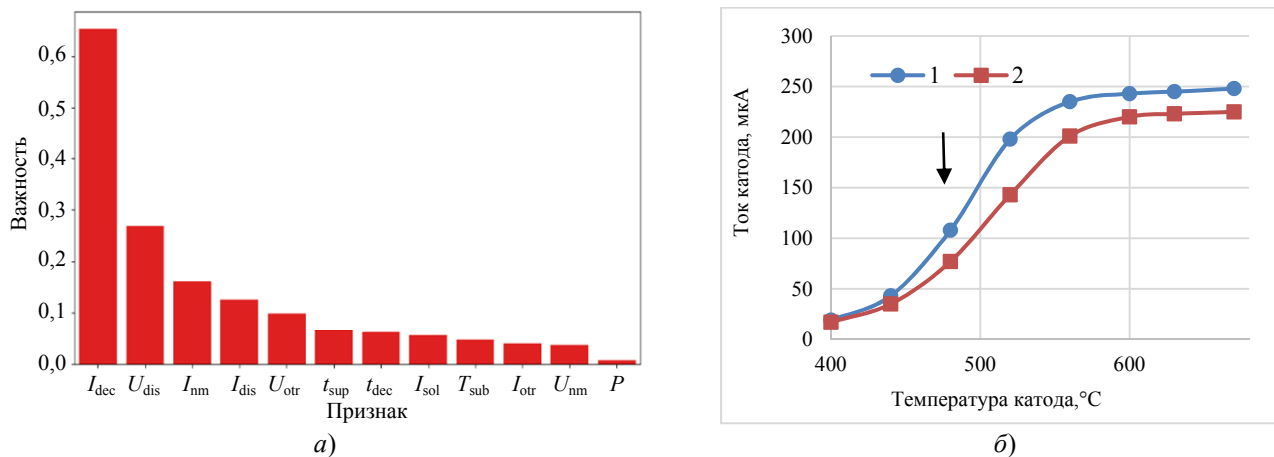 0,6
0,5
0,4
0,3
0,2
0,1
0,0
Важность
I_dec U_dis I_nm I_dis U_otr t_sup t_dec I_sol T_sub I_otr U_nm P
Признак
а)
300
250
200
150
100
50
0
Ток катода, мкА
1 2
400 500 600
Температура катода,°С
б)